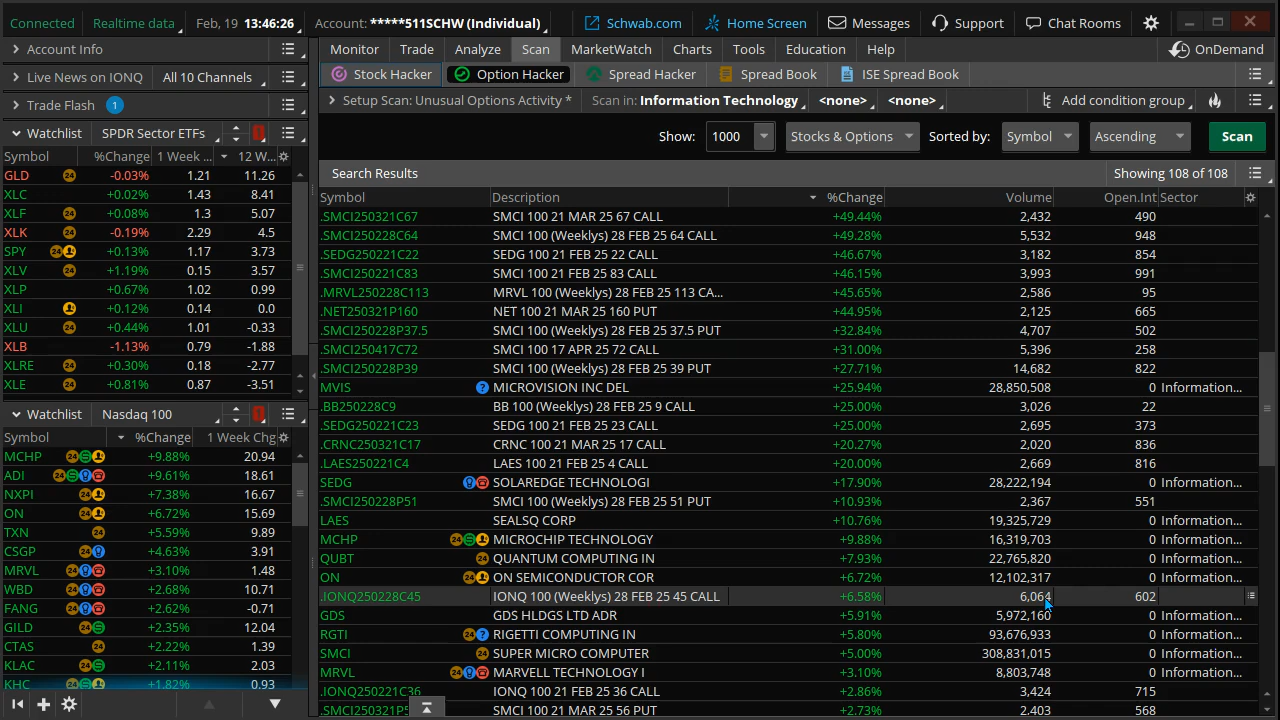 Connected Realtime data Feb, 19 13:46:26 Account: *****511SCHW (Individual) Schwab.com Home Screen Messages Support Chat Rooms
Account Info
Live News on IONQ All 10 Channels
Trade Flash 1
Watchlist SPDR Sector ETFs
Symbol %Change 1 Week ... 12 W...
GLD 24 -0.03% 1.21 11.26
XLC +0.02% 1.43 8.41
XLF 24 +0.08% 1.3 5.07
XLK 24 -0.19% 2.29 4.5
SPY 24 +0.13% 1.17 3.73
XLV 24 +1.19% 0.15 3.57
XLP +0.67% 1.02 0.99
XLI +0.12% 0.14 0.0
XLU 24 +0.44% 1.01 -0.33
XLB -1.13% 0.79 -1.88
XLRE 24 +0.30% 0.18 -2.77
XLE 24 +0.81% 0.87 -3.51
Watchlist Nasdaq 100
Symbol %Change 1 Week Chg
MCHP 24 +9.88% 20.94
ADI 24 +9.61% 18.61
NXPI 24 +7.38% 16.67
ON 24 +6.72% 15.69
TXN 24 +5.59% 9.89
CSGP 24 +4.63% 3.91
MRVL 24 +3.10% 1.48
WBD 24 +2.68% 10.71
FANG 24 +2.62% -0.71
GILD 24 +2.35% 12.04
CTAS 24 +2.22% 1.39
KLAC 24 +2.11% 2.03
KHC 24 +1.82% 0.93
Monitor Trade Analyze Scan MarketWatch Charts Tools Education Help OnDemand
Stock Hacker Option Hacker Spread Hacker Spread Book ISE Spread Book
Setup Scan: Unusual Options Activity * Scan in: Information Technology <none> <none> Add condition group
Show: 1000 Stocks & Options Sorted by: Symbol Ascending Scan
Search Results Showing 108 of 108
Symbol Description %Change Volume Open.Int Sector
.SMCI250321C67 SMCI 100 21 MAR 25 67 CALL +49.44% 2,432 490
.SMCI250228C64 SMCI 100 (Weeklys) 28 FEB 25 64 CALL +49.28% 5,532 948
.SEDG250321C22 SEDG 100 21 MAR 25 22 CALL +46.67% 3,182 854
.SMCI250221C83 SMCI 100 21 FEB 25 83 CALL +46.15% 3,993 991
.MRVL250228C113 MRVL 100 (Weeklys) 28 FEB 25 113 CA... +45.65% 2,586 95
.NET250321P160 NET 100 21 MAR 25 160 PUT +44.95% 2,125 665
.SMCI250228P37.5 SMCI 100 (Weeklys) 28 FEB 25 37.5 PUT +32.84% 4,707 502
.SMCI250417C72 SMCI 100 17 APR 25 72 CALL +31.00% 5,396 258
.SMCI250228P39 SMCI 100 (Weeklys) 28 FEB 25 39 PUT +27.71% 14,682 822
MVIS ? MICROVISION INC DEL +25.94% 28,850,508 0 Information...
.BB250228C9 BB 100 (Weeklys) 28 FEB 25 9 CALL +25.00% 3,026 22
.SEDG250221C23 SEDG 100 21 FEB 25 23 CALL +25.00% 2,695 373
.CRNC250321C17 CRNC 100 21 MAR 25 17 CALL +20.27% 2,020 836
.LAES250221C4 LAES 100 21 FEB 25 4 CALL +20.00% 2,669 816
SEDG SOLAREDGE TECHNOLOGI +17.90% 28,222,194 0 Information...
.SMCI250228P51 SMCI 100 (Weeklys) 28 FEB 25 51 PUT +10.93% 2,367 551
LAES SEALSQ CORP +10.76% 19,325,729 0 Information...
MCHP 24 MICROCHIP TECHNOLOGY +9.88% 16,319,703 0 Information...
QUBT 24 QUANTUM COMPUTING IN +7.93% 22,765,820 0 Information...
ON 24 ON SEMICONDUCTOR COR +6.72% 12,102,317 0 Information...
.IONQ250228C45 IONQ 100 (Weeklys) 28 FEB 25 45 CALL +6.58% 6,064 602
GDS GDS HLDGS LTD ADR +5.91% 5,972,160 0 Information...
RGTI 24 ? RIGETTI COMPUTING IN +5.80% 93,676,933 0 Information...
SMCI 24 SUPER MICRO COMPUTER +5.00% 308,831,015 0 Information...
MRVL 24 MARVELL TECHNOLOGY I +3.10% 8,803,748 0 Information...
.IONQ250221C36 IONQ 100 21 FEB 25 36 CALL +2.86% 3,424 715
SMCI 100 21 MAR 25 56 PUT +2.73% 2,403 568